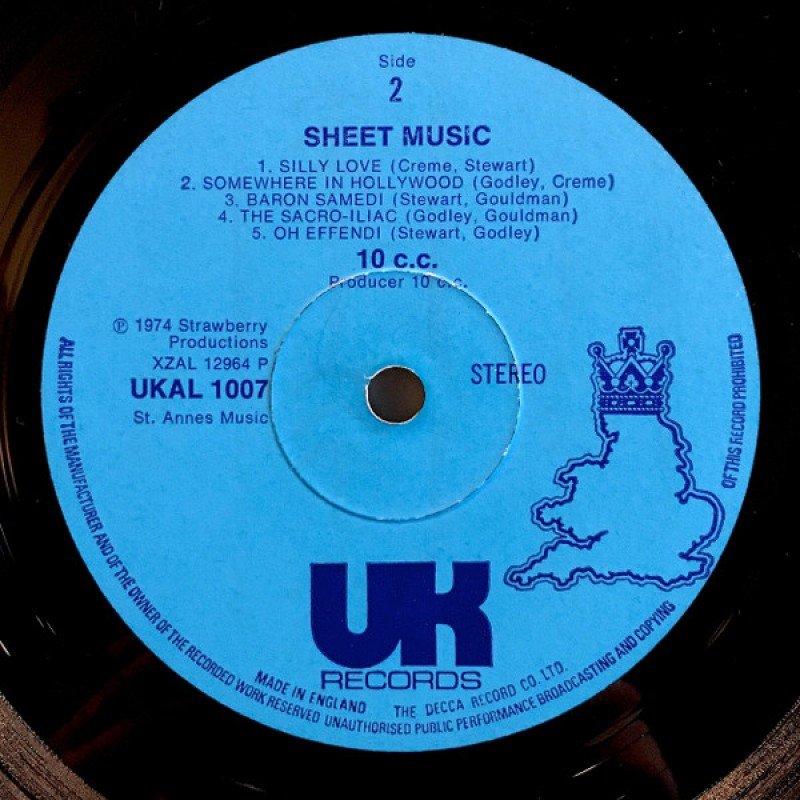 Side
2
SHEET MUSIC
1. SILLY LOVE (Creme, Stewart)
2. SOMEWHERE IN HOLLYWOOD (Godley, Creme)
3. BARON SAMEDI (Stewart, Gouldman)
4. THE SACRO-ILIAC (Godley, Gouldman)
5. OH EFFENDI (Stewart, Godley)
10 c.c.
Producer 10 c.c.
℗ 1974 Strawberry
Productions
XZAL 12964 P
UKAL 1007
St. Annes Music
STEREO
UK
RECORDS
MADE IN ENGLAND THE DECCA RECORD CO. LTD.
ALL RIGHTS OF THE MANUFACTURER AND OF THE OWNER OF THE RECORDED WORK RESERVED UNAUTHORISED PUBLIC PERFORMANCE BROADCASTING AND COPYING OF THIS RECORD PROHIBITED